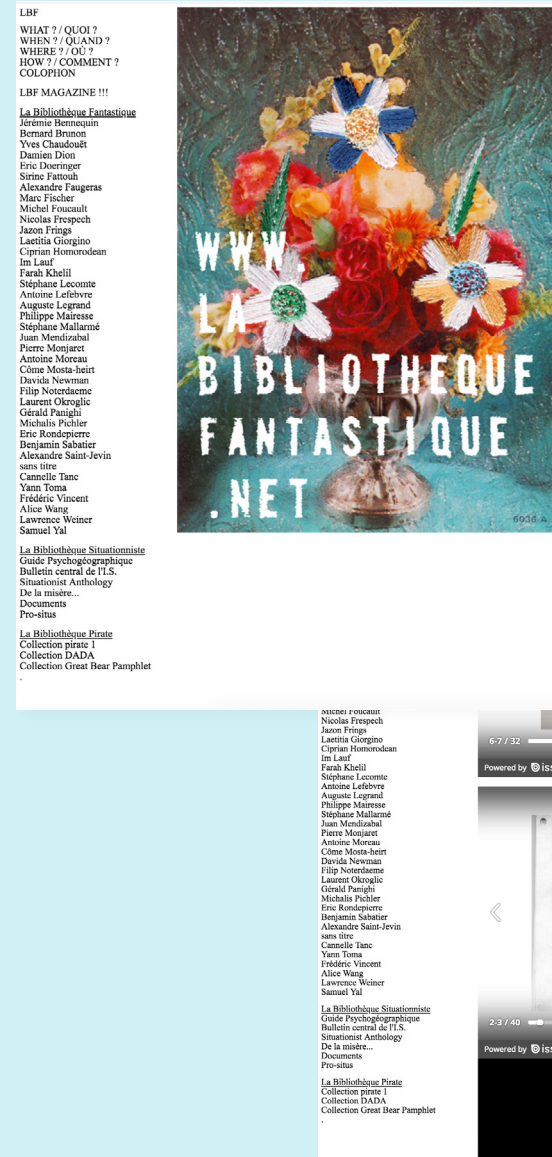 LBF
WHAT ? / QUOI ?
WHEN ? / QUAND ?
WHERE ? / OÙ ?
HOW ? / COMMENT ?
COLOPHON
LBF MAGAZINE !!!
La Bibliothèque Fantastique
Jérémie Bennequin
Bernard Brunon
Yves Chaudouët
Damien Dion
Eric Doeringer
Sirine Fattouh
Alexandre Faugeras
Marc Fischer
Michel Foucault
Nicolas Frespech
Jazon Frings
Laetitia Giorgino
Ciprian Homorodean
Im Lauf
Farah Khelil
Stéphane Lecomte
Antoine Lefebvre
Auguste Legrand
Philippe Mairesse
Stéphane Mallarmé
Juan Mendizabal
Pierre Monjaret
Antoine Moreau
Côme Mosta-heirt
Davida Newman
Filip Noterdaeme
Laurent Okroglic
Gérald Panighi
Michalis Pichler
Eric Rondepierre
Benjamin Sabatier
Alexandre Saint-Jevin
sans titre
Cannelle Tanc
Yann Toma
Frédéric Vincent
Alice Wang
Lawrence Weiner
Samuel Yal
La Bibliothèque Situationniste
Guide Psychogéographique
Bulletin central de l'I.S.
Situationist Anthology
De la misère...
Documents
Pro-situs
La Bibliothèque Pirate
Collection pirate 1
Collection DADA
Collection Great Bear Pamphlet
.
WWW.
LA
BIBLIOTHEQUE
FANTASTIQUE
.NET
6036 A
Michel Foucault
Nicolas Frespech
Jazon Frings
Laetitia Giorgino
Ciprian Homorodean
Im Lauf
Farah Khelil
Stéphane Lecomte
Antoine Lefebvre
Auguste Legrand
Philippe Mairesse
Stéphane Mallarmé
Juan Mendizabal
Pierre Monjaret
Antoine Moreau
Côme Mosta-heirt
Davida Newman
Filip Noterdaeme
Laurent Okroglic
Gérald Panighi
Michalis Pichler
Eric Rondepierre
Benjamin Sabatier
Alexandre Saint-Jevin
sans titre
Cannelle Tanc
Yann Toma
Frédéric Vincent
Alice Wang
Lawrence Weiner
Samuel Yal
La Bibliothèque Situationniste
Guide Psychogéographique
Bulletin central de l'I.S.
Situationist Anthology
De la misère...
Documents
Pro-situs
La Bibliothèque Pirate
Collection pirate 1
Collection DADA
Collection Great Bear Pamphlet
.
6-7 / 32
Powered by iss
2-3 / 40
Powered by iss